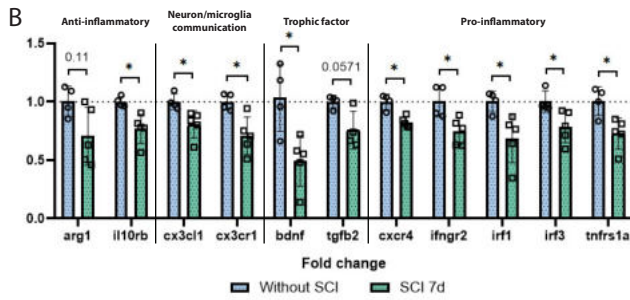 B
Anti-inflammatory
Neuron/microglia
communication
Trophic factor
Pro-inflammatory
1.5
1.0
0.5
0.0
0.11
*
*
*
*
0.0571
*
*
*
*
*
arg1 il10rb cx3cl1 cx3cr1 bdnf tgfb2 cxcr4 ifngr2 irf1 irf3 tnfrs1a
Fold change
Without SCI SCI 7d